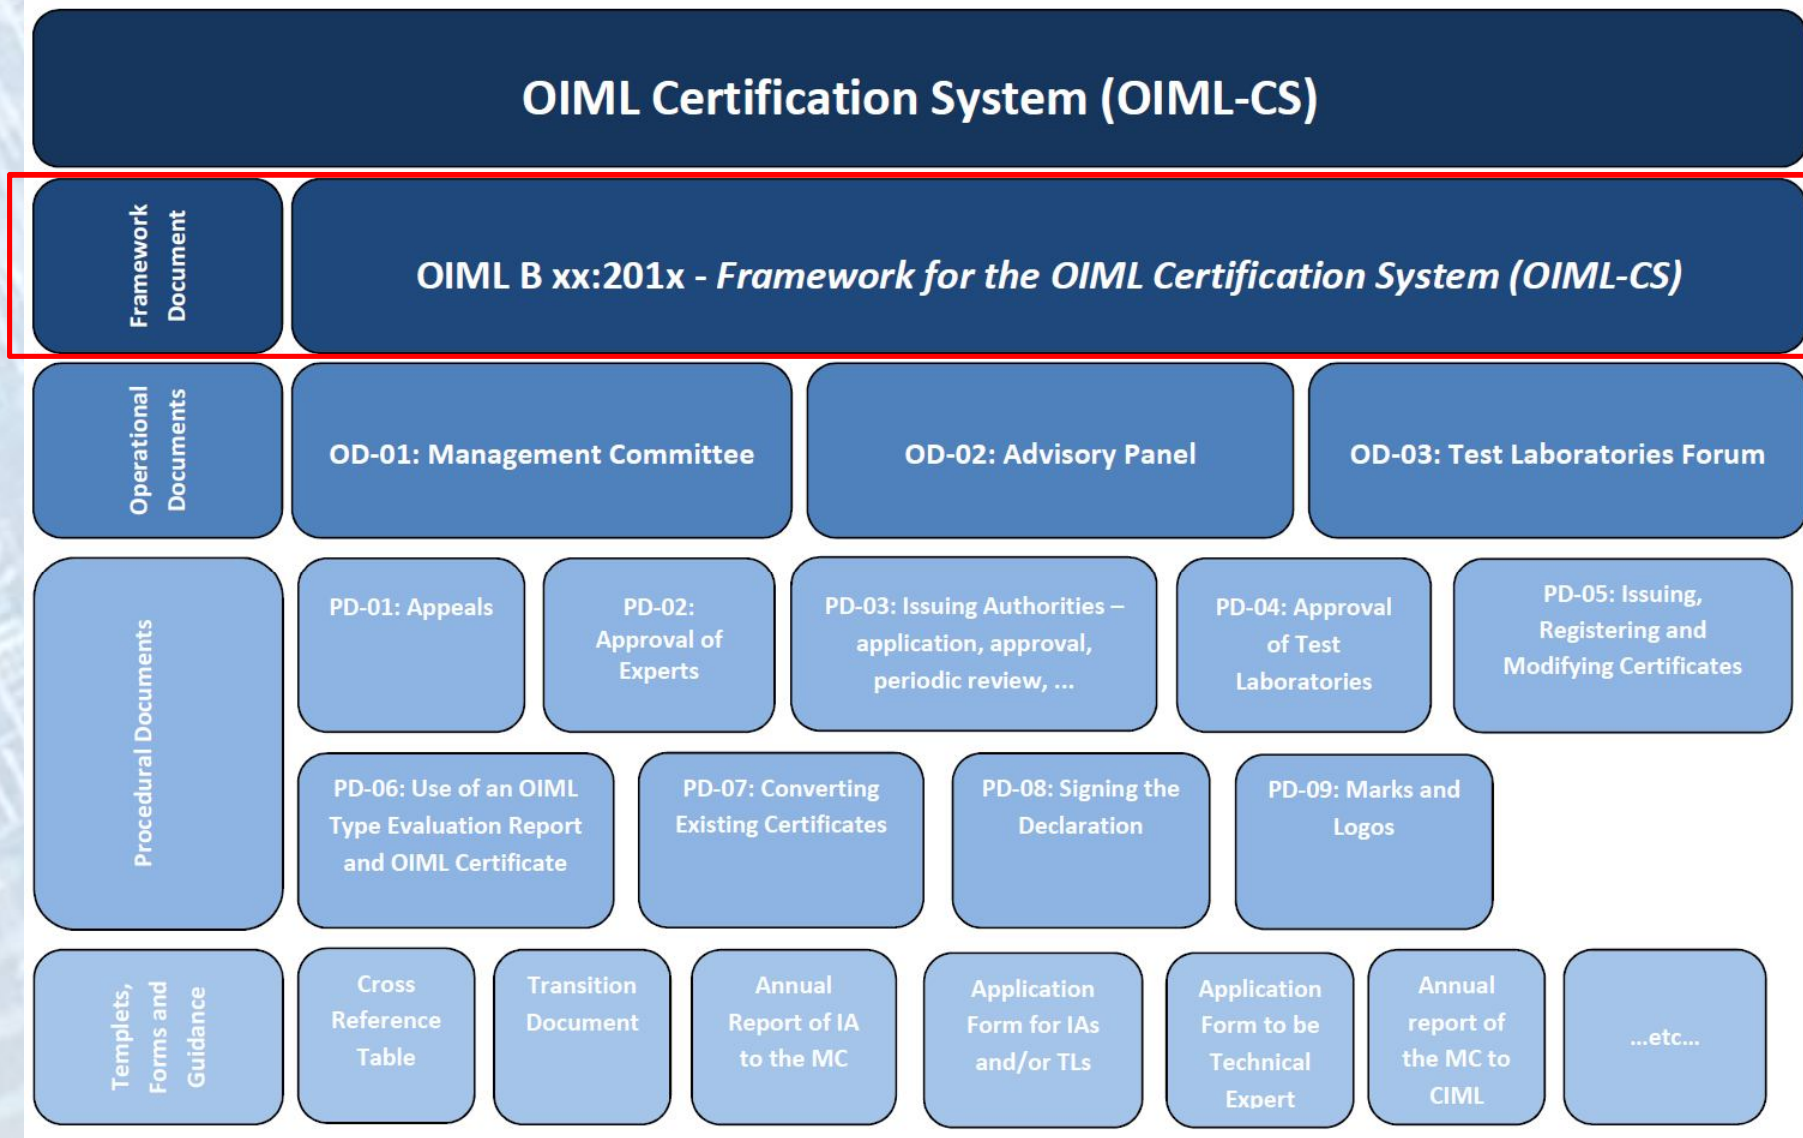 OIML Certification System (OIML-CS)
Framework
Document
OIML B xx:201x - Framework for the OIML Certification System (OIML-CS)
Operational
Documents
OD-01: Management Committee
OD-02: Advisory Panel
OD-03: Test Laboratories Forum
Procedural Documents
PD-01: Appeals
PD-02:
Approval of
Experts
PD-03: Issuing Authorities –
application, approval,
periodic review, ...
PD-04: Approval
of Test
Laboratories
PD-05: Issuing,
Registering and
Modifying Certificates
PD-06: Use of an OIML
Type Evaluation Report
and OIML Certificate
PD-07: Converting
Existing Certificates
PD-08: Signing the
Declaration
PD-09: Marks and
Logos
Templets,
Forms and
Guidance
Cross
Reference
Table
Transition
Document
Annual
Report of IA
to the MC
Application
Form for IAs
and/or TLs
Application
Form to be
Technical
Expert
Annual
report of
the MC to
CIML
...etc...